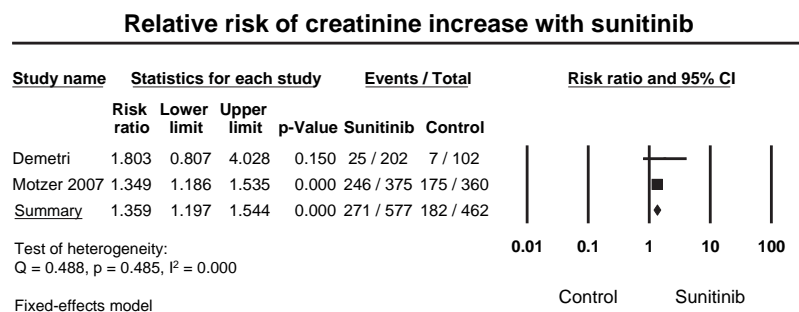 Relative risk of creatinine increase with sunitinib
Study name Statistics for each study Events / Total Risk ratio and 95% CI
Risk ratio Lower limit Upper limit p-Value Sunitinib Control
Demetri 1.803 0.807 4.028 0.150 25 / 202 7 / 102
Motzer 2007 1.349 1.186 1.535 0.000 246 / 375 175 / 360
Summary 1.359 1.197 1.544 0.000 271 / 577 182 / 462
0.01 0.1 1 10 100
Test of heterogeneity:
Q = 0.488, p = 0.485, I² = 0.000
Control Sunitinib
Fixed-effects model